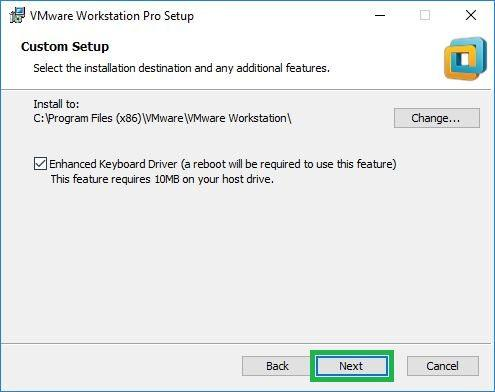 VMware Workstation Pro Setup
Custom Setup
Select the installation destination and any additional features.
Install to:
C:\Program Files (x86)\VMware\VMware Workstation\
Change...
Enhanced Keyboard Driver (a reboot will be required to use this feature)
This feature requires 10MB on your host drive.
Back
Next
Cancel